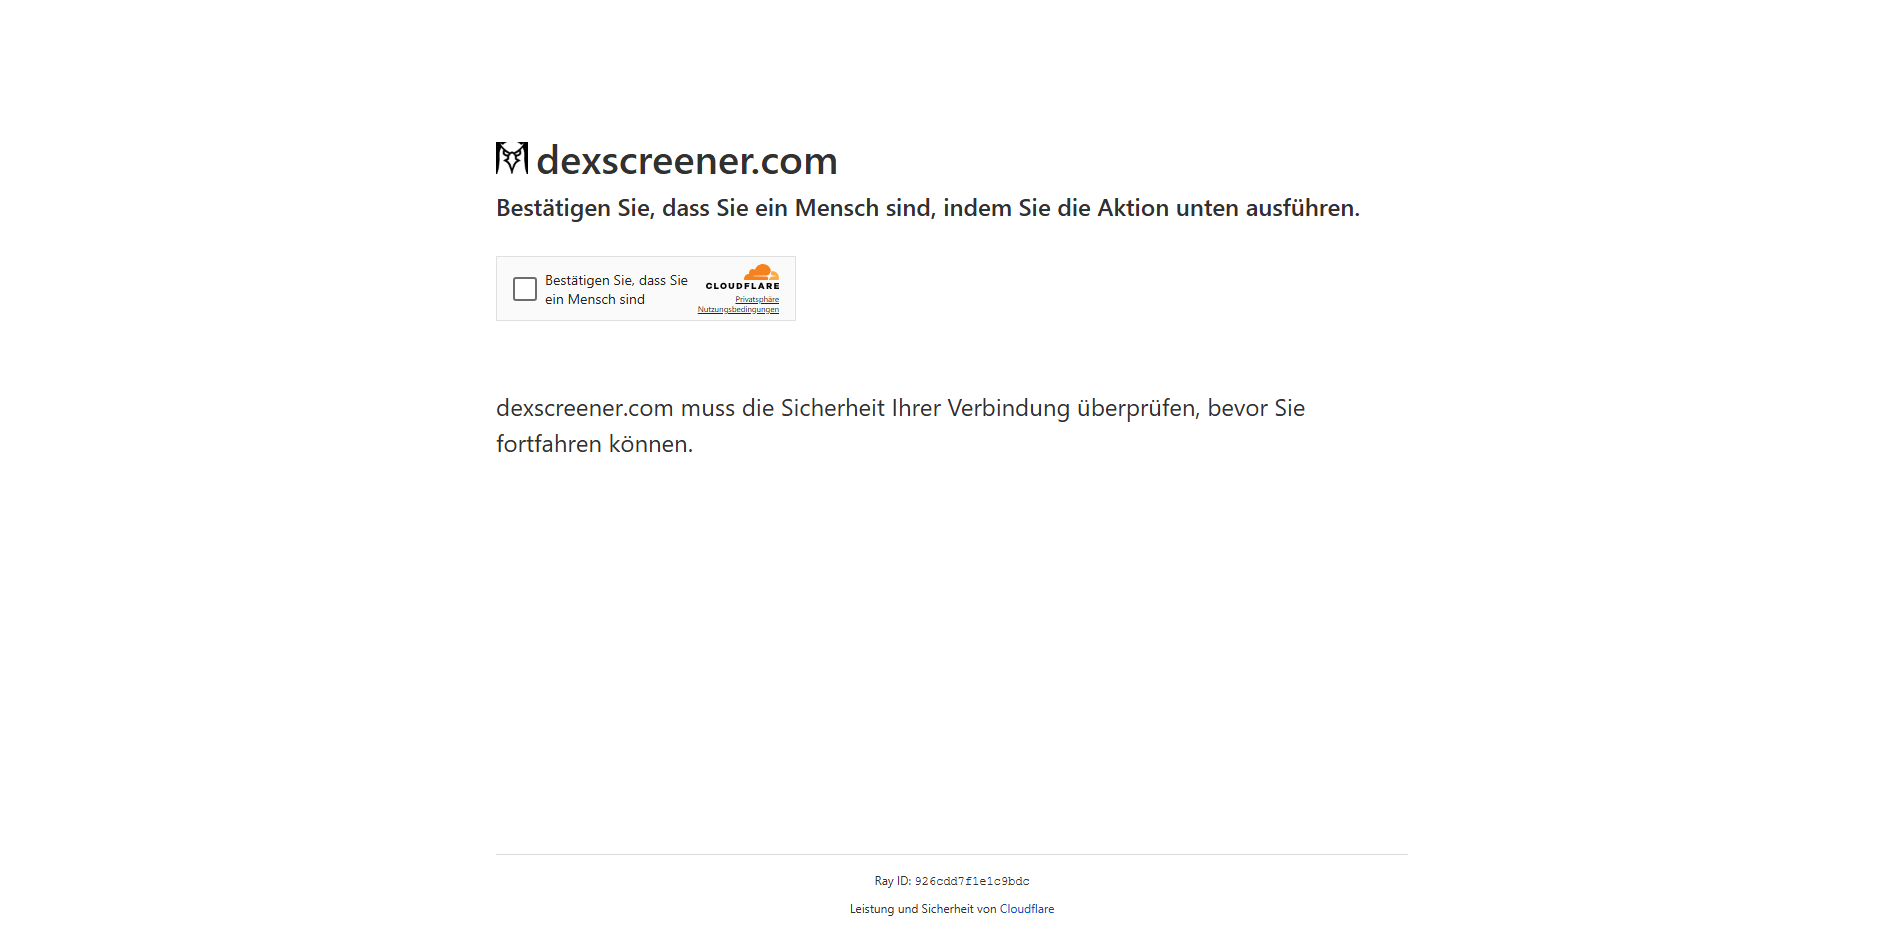 dexscreener.com
Bestätigen Sie, dass Sie ein Mensch sind, indem Sie die Aktion unten ausführen.
Bestätigen Sie, dass Sie
ein Mensch sind
CLOUDFLARE
Privatsphäre
Nutzungsbedingungen
dexscreener.com muss die Sicherheit Ihrer Verbindung überprüfen, bevor Sie
fortfahren können.
Ray ID: 926cdd7f1e1c9bdc
Leistung und Sicherheit von Cloudflare